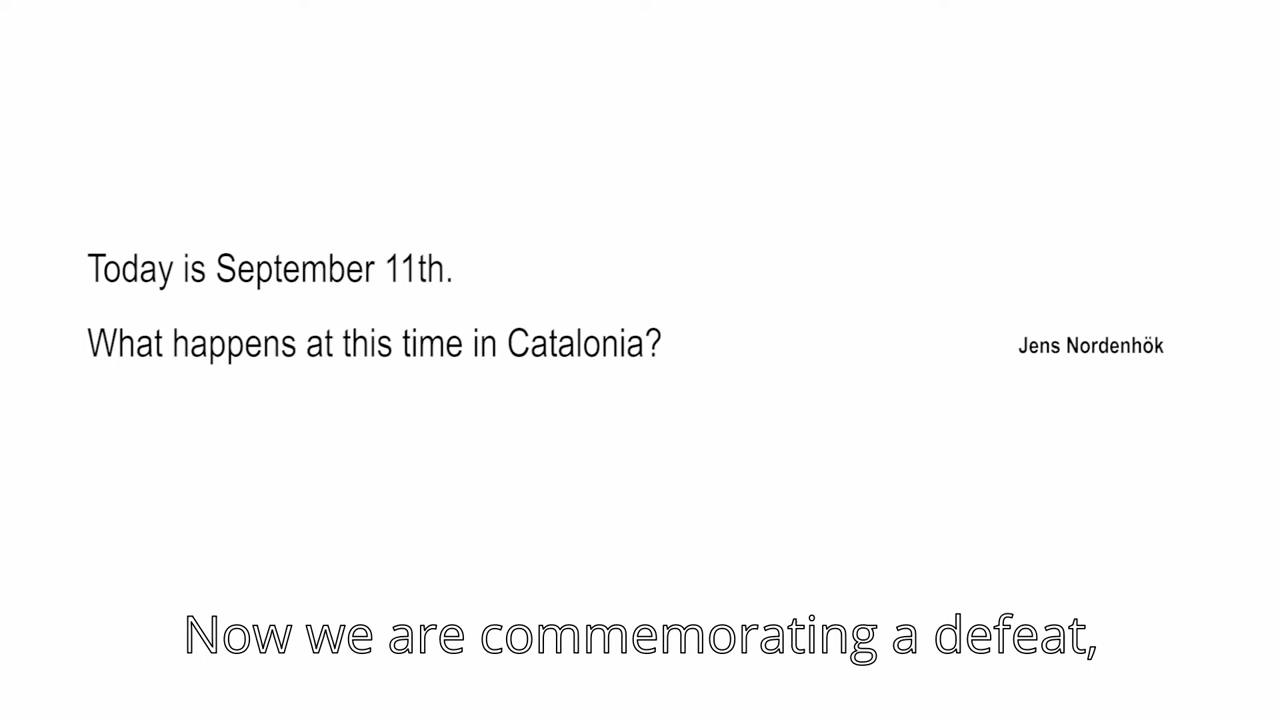 Today is September 11th.
What happens at this time in Catalonia?
Jens Nordenhök
Now we are commemorating a defeat,